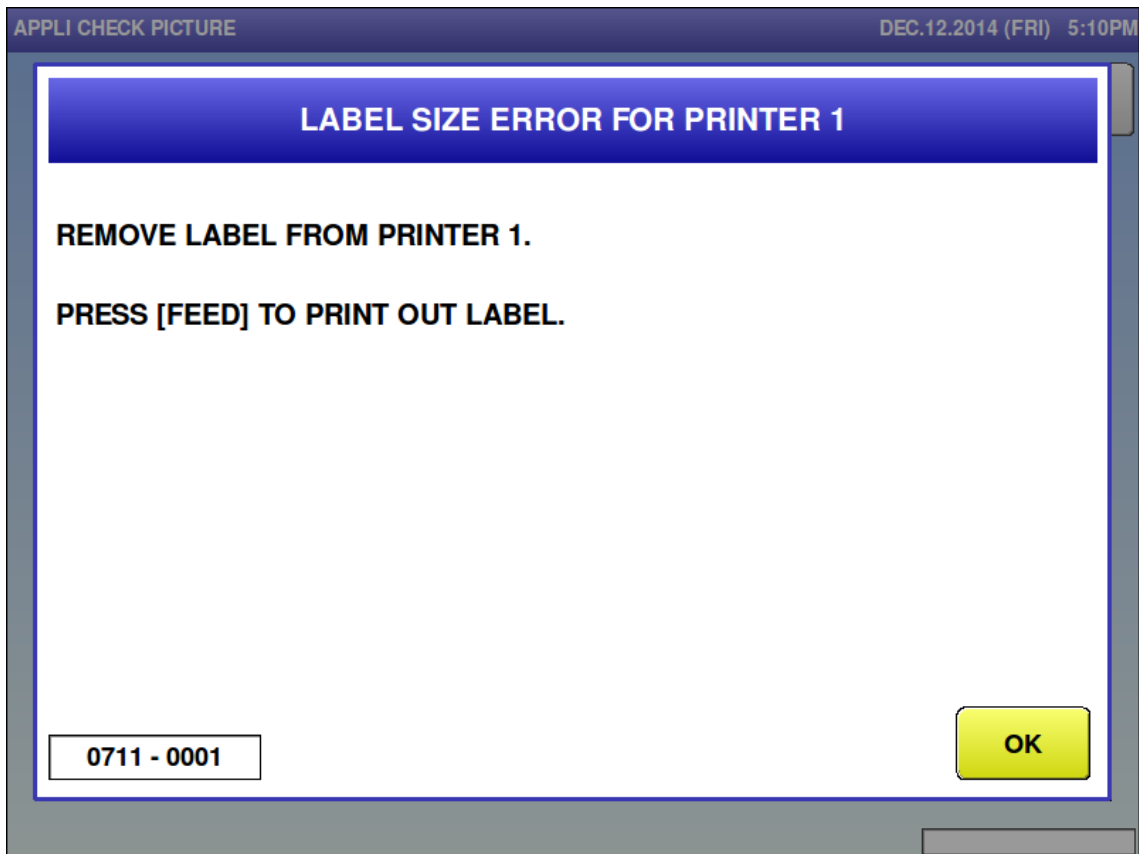 APPLI CHECK PICTURE DEC.12.2014 (FRI) 5:10PM
LABEL SIZE ERROR FOR PRINTER 1
REMOVE LABEL FROM PRINTER 1.
PRESS [FEED] TO PRINT OUT LABEL.
0711 - 0001
OK